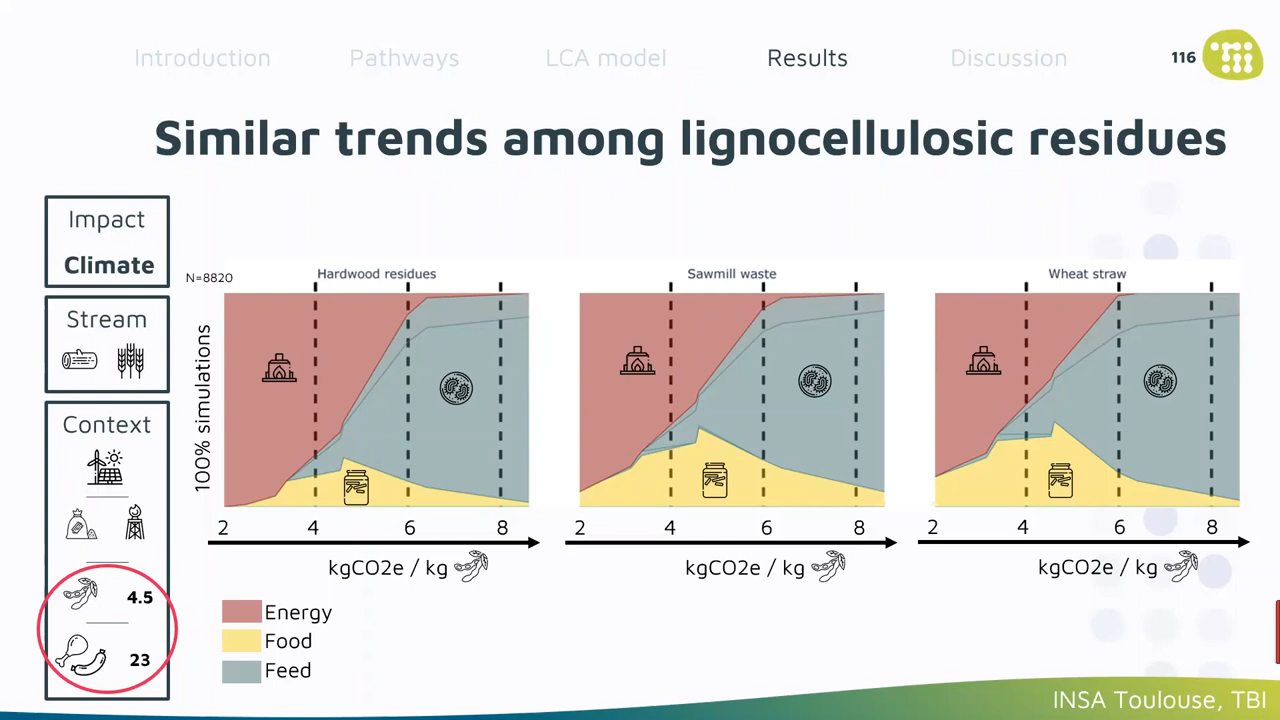 Introduction Pathways LCA model Results Discussion 116
Similar trends among lignocellulosic residues
Impact
Climate
Stream
Context
4.5
23
N=8820
100% simulations
Hardwood residues
2 4 6 8
kgCO2e / kg
Sawmill waste
2 4 6 8
kgCO2e / kg
Wheat straw
2 4 6 8
kgCO2e / kg
Energy
Food
Feed
INSA Toulouse, TBI